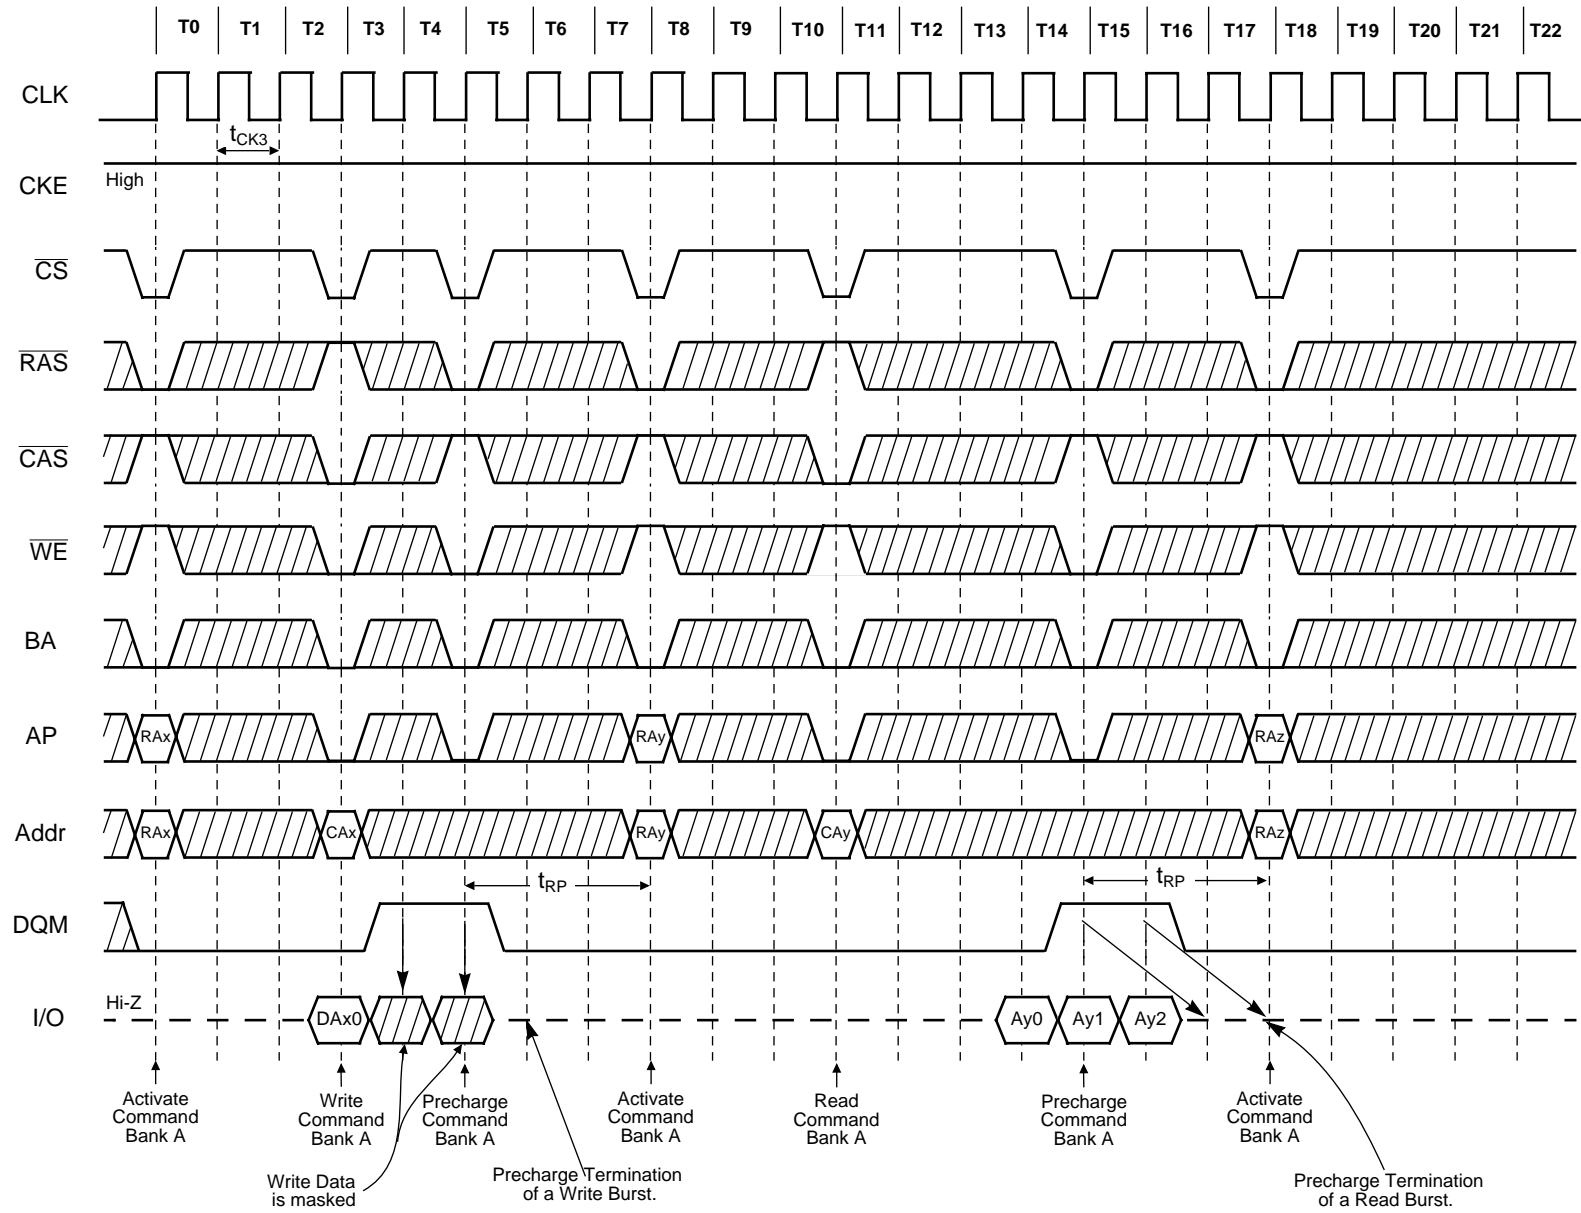 T0 T1 T2 T3 T4 T5 T6 T7 T8 T9 T10 T11 T12 T13 T14 T15 T16 T17 T18 T19 T20 T21 T22
CLK
tCK3
CKE
High
CS
RAS
CAS
WE
BA
AP
RAx RAy RAz
Addr
RAx CAx RAy CAy RAz
tRP tRP
DQM
I/O
Hi-Z
DAx0 Ay0 Ay1 Ay2
Activate
Command
Bank A
Write
Command
Bank A
Precharge
Command
Bank A
Activate
Command
Bank A
Read
Command
Bank A
Precharge
Command
Bank A
Activate
Command
Bank A
Write Data
is masked
Precharge Termination
of a Write Burst.
Precharge Termination
of a Read Burst.